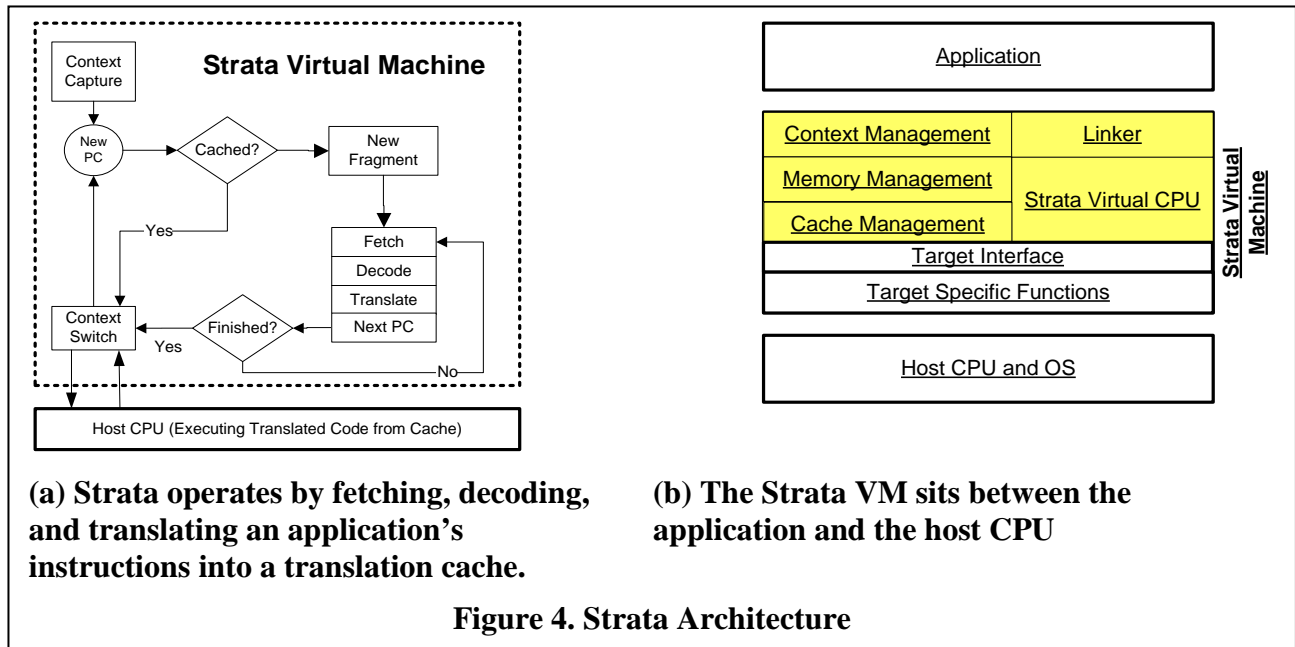 Strata Virtual Machine
Context
Capture
New
PC
Cached?
New
Fragment
Yes
Fetch
Decode
Translate
Next PC
Context
Switch
Finished?
Yes
No
Host CPU (Executing Translated Code from Cache)
(a) Strata operates by fetching, decoding,
and translating an application’s
instructions into a translation cache.
Application
Context Management
Linker
Memory Management
Strata Virtual CPU
Cache Management
Target Interface
Target Specific Functions
Strata Virtual
Machine
Host CPU and OS
(b) The Strata VM sits between the
application and the host CPU
Figure 4. Strata Architecture